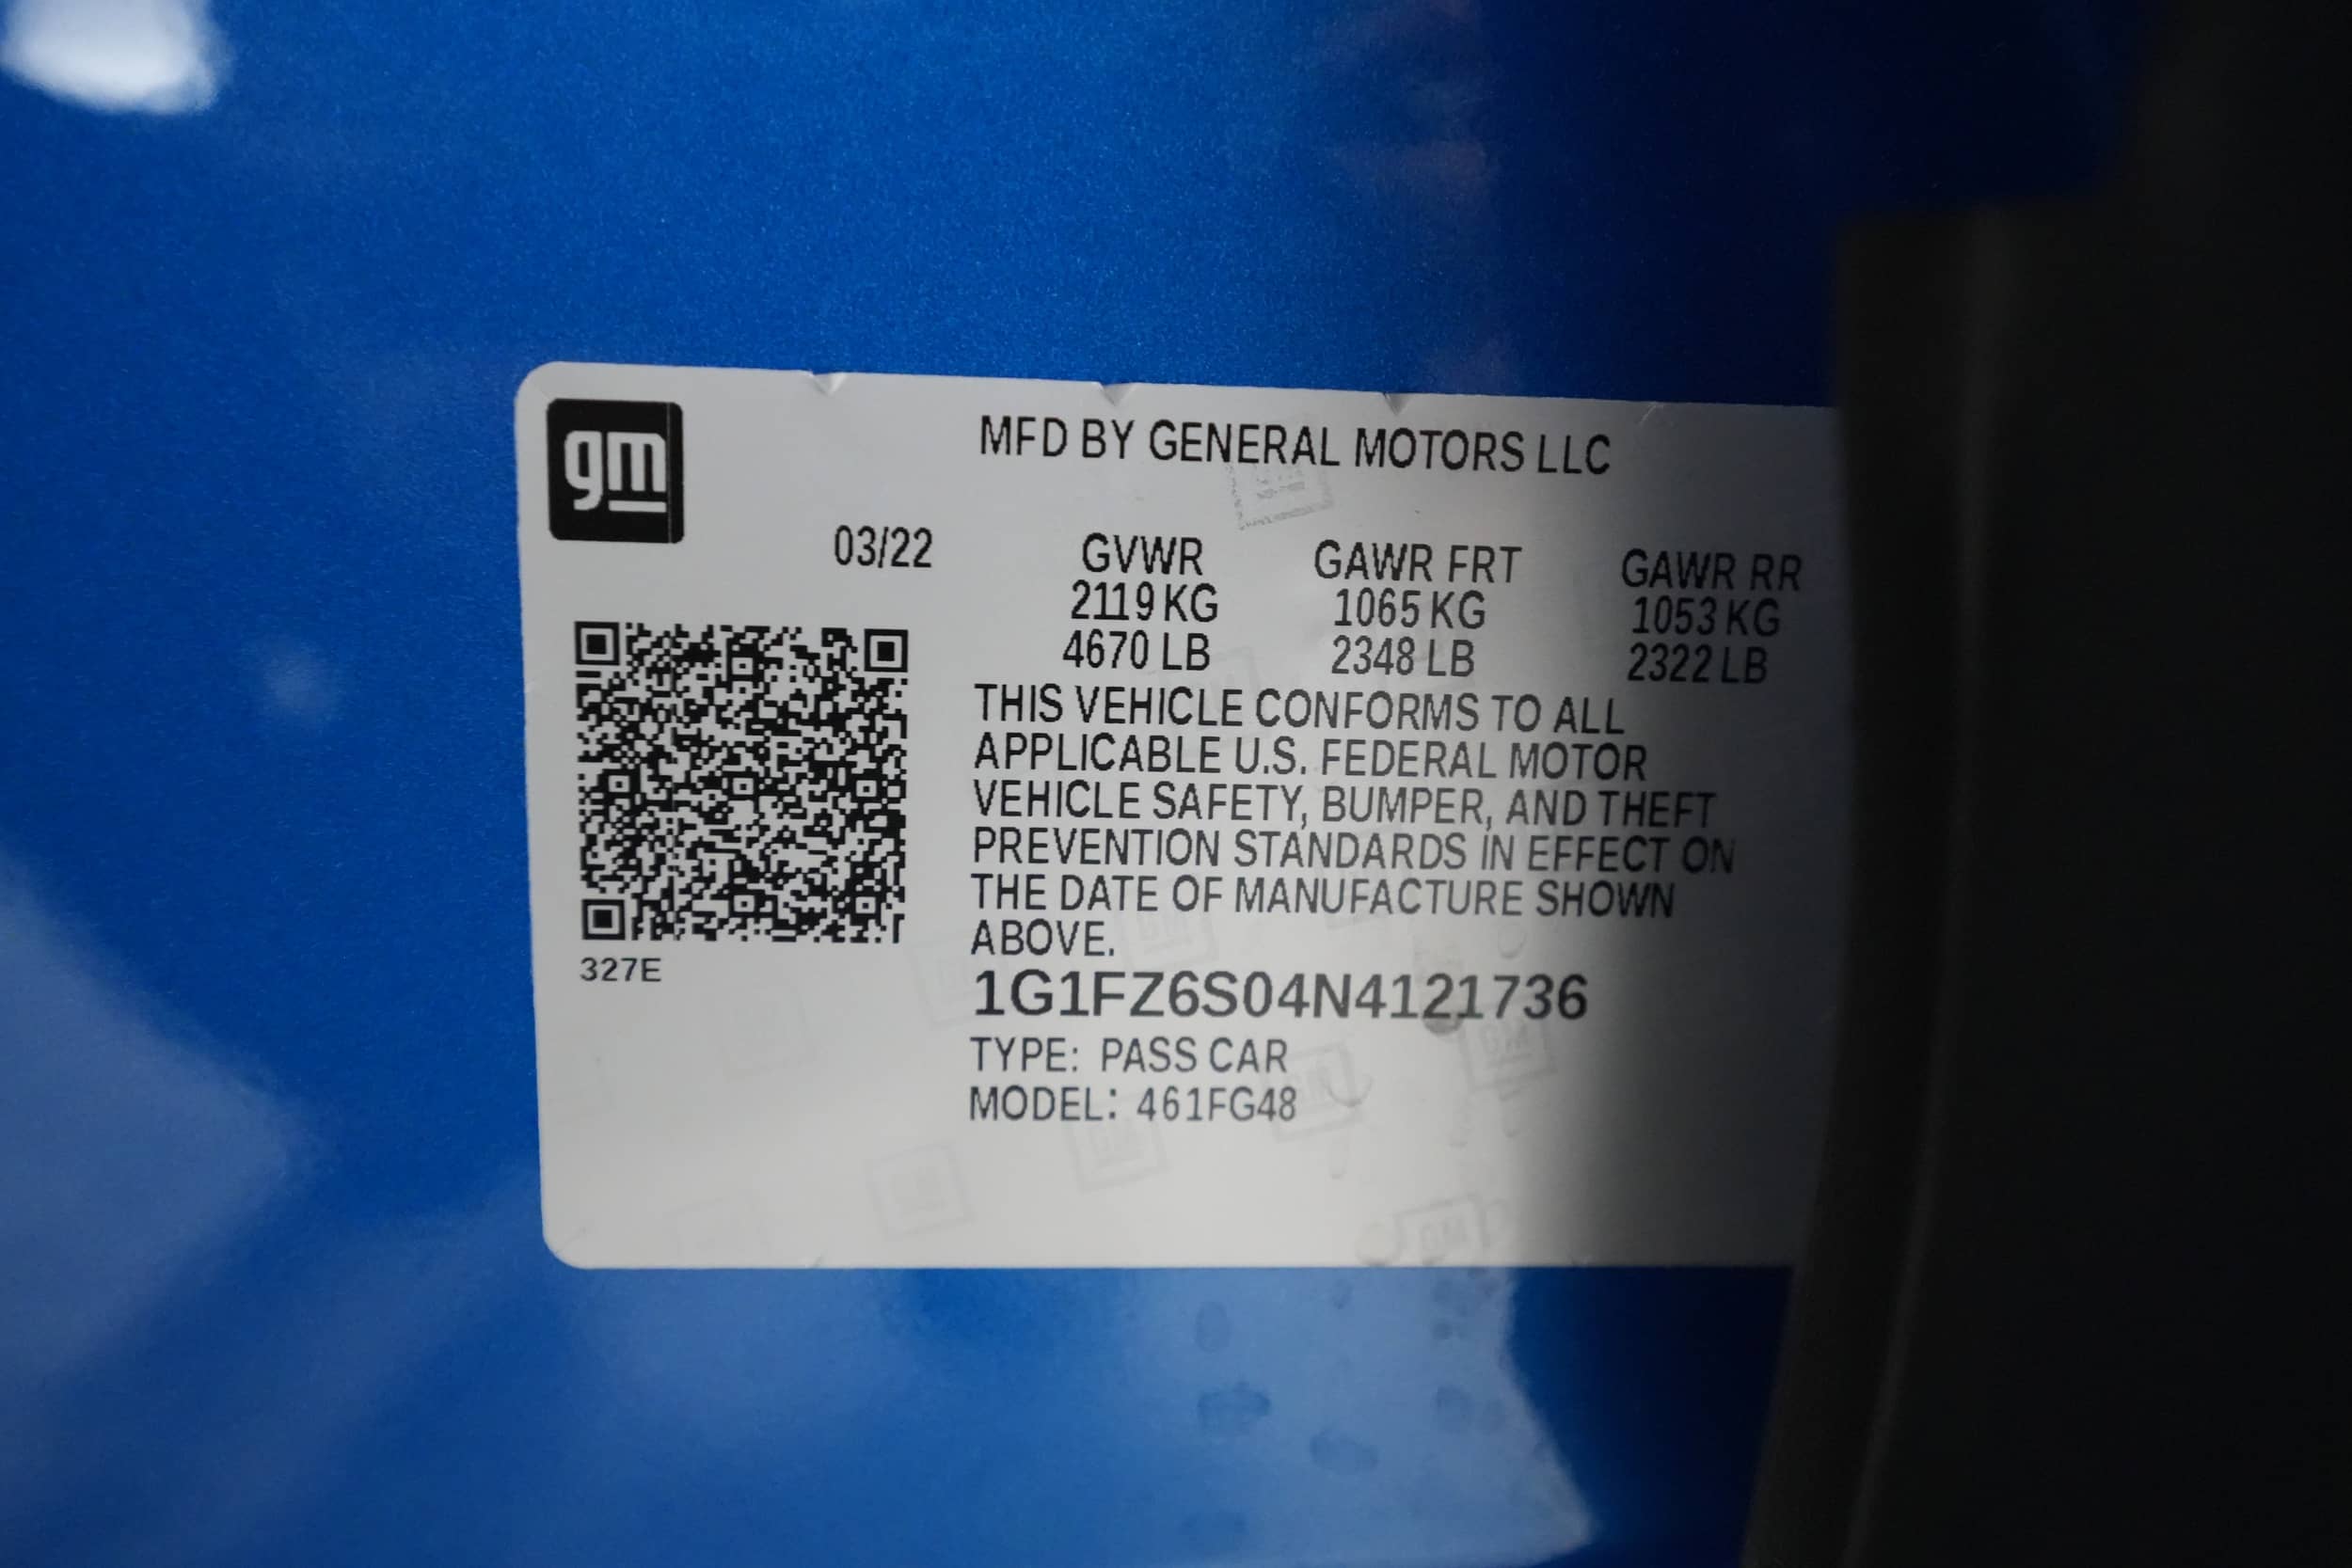 gm
MFD BY GENERAL MOTORS LLC
03/22 GVWR GAWR FRT GAWR RR
2119 KG 1065 KG 1053 KG
4670 LB 2348 LB 2322 LB
THIS VEHICLE CONFORMS TO ALL
APPLICABLE U.S. FEDERAL MOTOR
VEHICLE SAFETY, BUMPER, AND THEFT
PREVENTION STANDARDS IN EFFECT ON
THE DATE OF MANUFACTURE SHOWN
ABOVE.
327E
1G1FZ6S04N4121736
TYPE: PASS CAR
MODEL: 461FG48